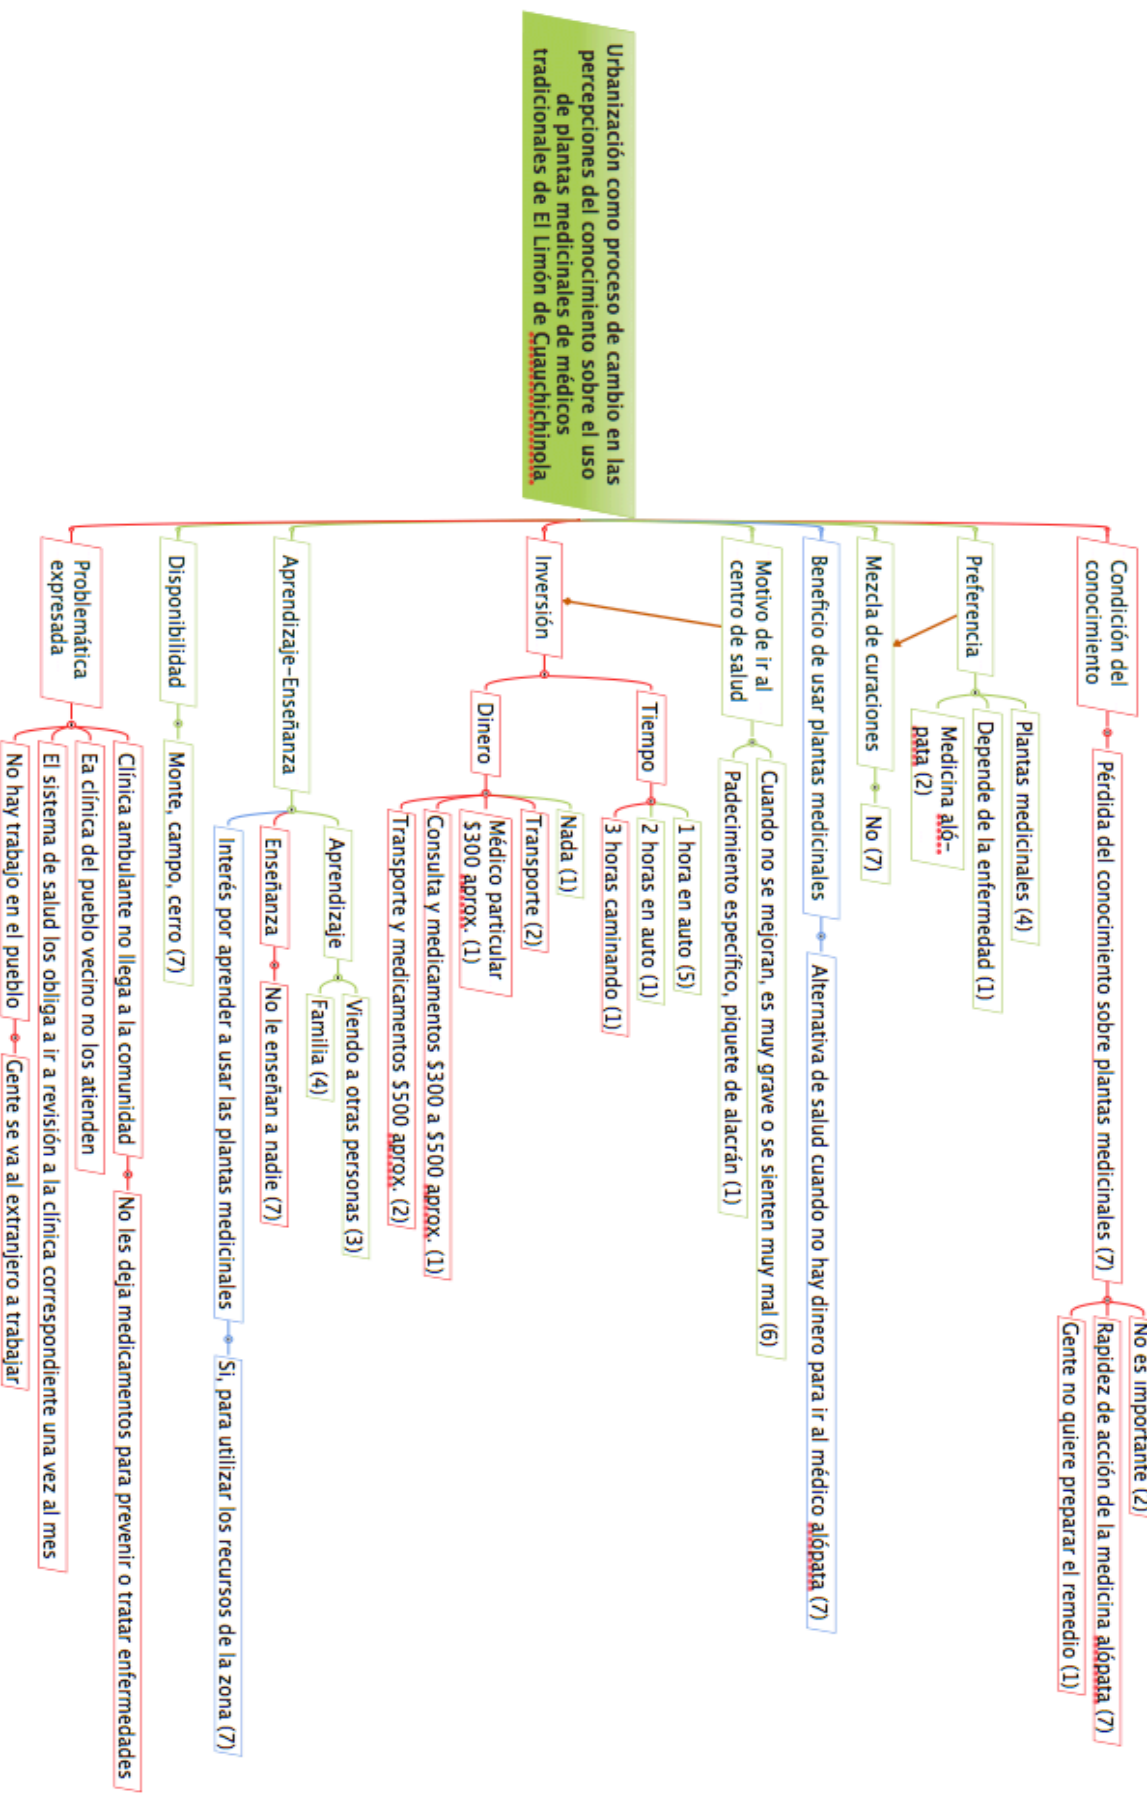 Urbanización como proceso de cambio en las
percepciones del conocimiento sobre el uso
de plantas medicinales de médicos
tradicionales de El Limón de Cuauchichinola
Condición del
conocimiento
Pérdida del conocimiento sobre plantas medicinales (7)
No es importante (2)
Rapidez de acción de la medicina alópata (7)
Gente no quiere preparar el remedio (1)
Preferencia
Plantas medicinales (4)
Depende de la enfermedad (1)
Medicina aló-
pata (2)
Mezcla de curaciones
No (7)
Beneficio de usar plantas medicinales
Alternativa de salud cuando no hay dinero para ir al médico alópata (7)
Motivo de ir al
centro de salud
Cuando no se mejoran, es muy grave o se sienten muy mal (6)
Padecimiento específico, piquete de alacrán (1)
Inversión
Tiempo
1 hora en auto (5)
2 horas en auto (1)
3 horas caminando (1)
Dinero
Nada (1)
Transporte (2)
Médico particular
$300 aprox. (1)
Consulta y medicamentos $300 a $500 aprox. (1)
Transporte y medicamentos $500 aprox. (2)
Aprendizaje-Enseñanza
Aprendizaje
Viendo a otras personas (3)
Familia (4)
Enseñanza
No le enseñan a nadie (7)
Interés por aprender a usar las plantas medicinales
Si, para utilizar los recursos de la zona (7)
Disponibilidad
Monte, campo, cerro (7)
Problemática
expresada
Clínica ambulante no llega a la comunidad
No les deja medicamentos para prevenir o tratar enfermedades
Ea clínica del pueblo vecino no los atienden
El sistema de salud los obliga a ir a revisión a la clínica correspondiente una vez al mes
No hay trabajo en el pueblo
Gente se va al extranjero a trabajar